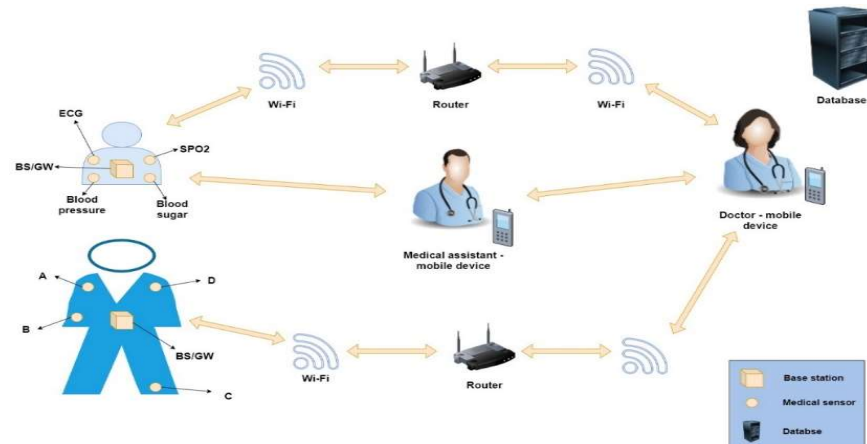 Database
Wi-Fi
Router
Wi-Fi
ECG
SPO2
BS/GW
Blood
pressure
Blood
sugar
Medical assistant -
mobile device
Doctor - mobile
device
A
D
B
BS/GW
C
Wi-Fi
Router
Base station
Medical sensor
Databse